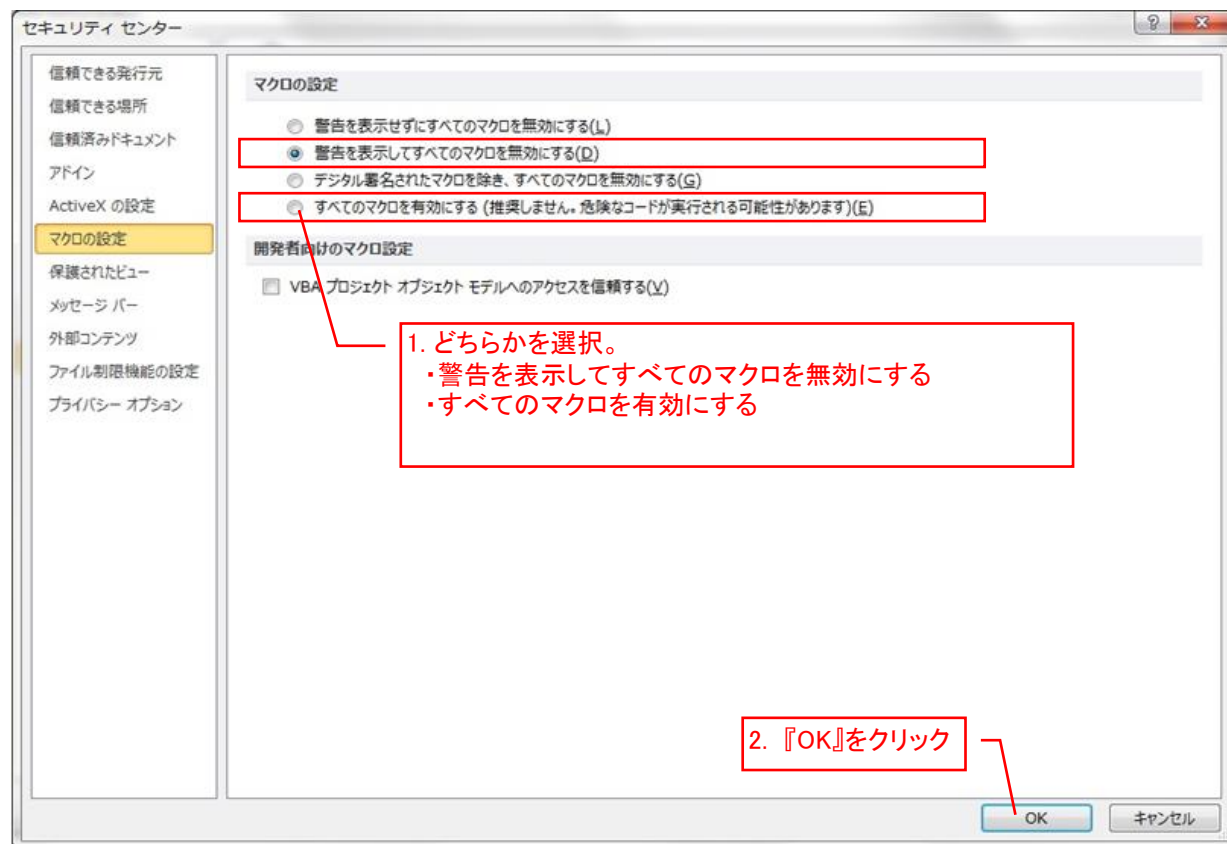 セキュリティ センター
信頼できる発行元
信頼できる場所
信頼済みドキュメント
アドイン
ActiveX の設定
マクロの設定
保護されたビュー
メッセージ バー
外部コンテンツ
ファイル制限機能の設定
プライバシー オプション
マクロの設定
警告を表示せずにすべてのマクロを無効にする(L)
警告を表示してすべてのマクロを無効にする(D)
デジタル署名されたマクロを除き、すべてのマクロを無効にする(G)
すべてのマクロを有効にする (推奨しません。危険なコードが実行される可能性があります)(E)
開発者向けのマクロ設定
VBA プロジェクト オブジェクト モデルへのアクセスを信頼する(V)
1. どちらかを選択。
・警告を表示してすべてのマクロを無効にする
・すべてのマクロを有効にする
2. 『OK』をクリック
OK
キャンセル